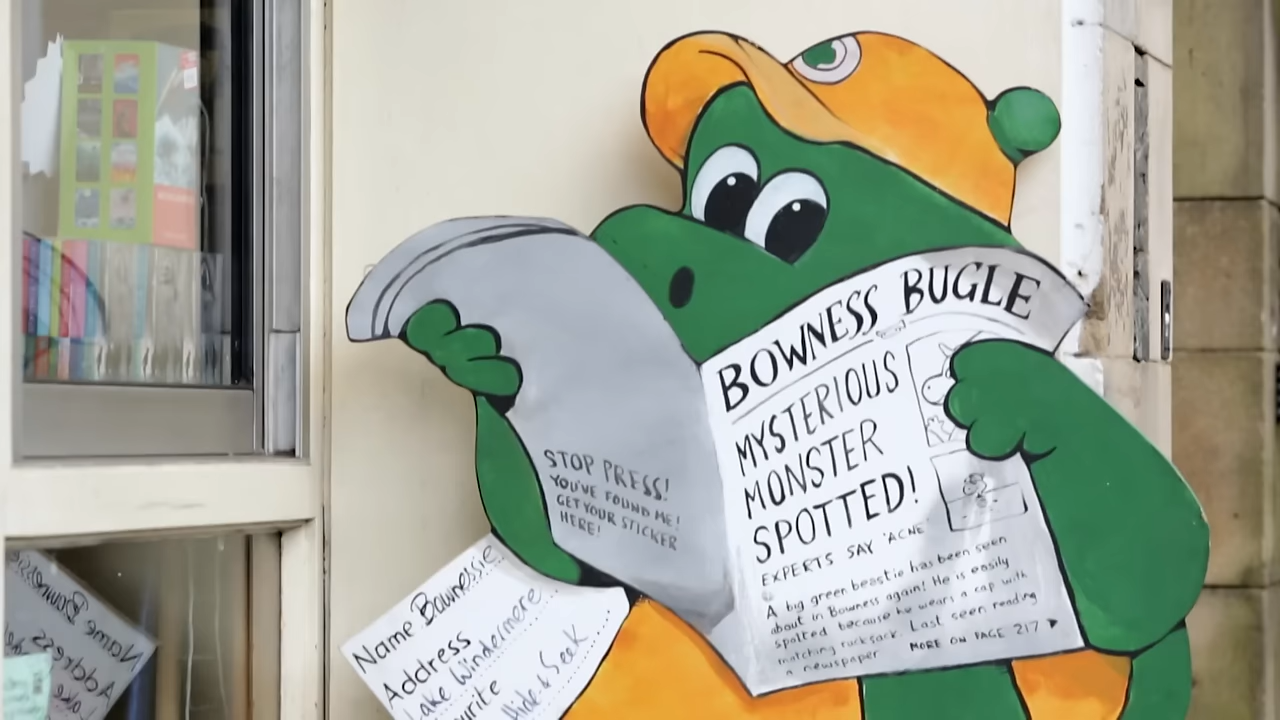 BOWNESS BUGLE
MYSTERIOUS
MONSTER
SPOTTED!
EXPERTS SAY 'ACNE
A big green beastie has been seen
about in Bowness again! He is easily
spotted because he wears a cap with
matching rucksack. Last seen reading
a newspaper
MORE ON PAGE 217
STOP PRESS!
YOU'VE FOUND ME!
GET YOUR STICKER
HERE!
Name Bownessie
Address
Lake Windermere
ourite
Hide & Seek